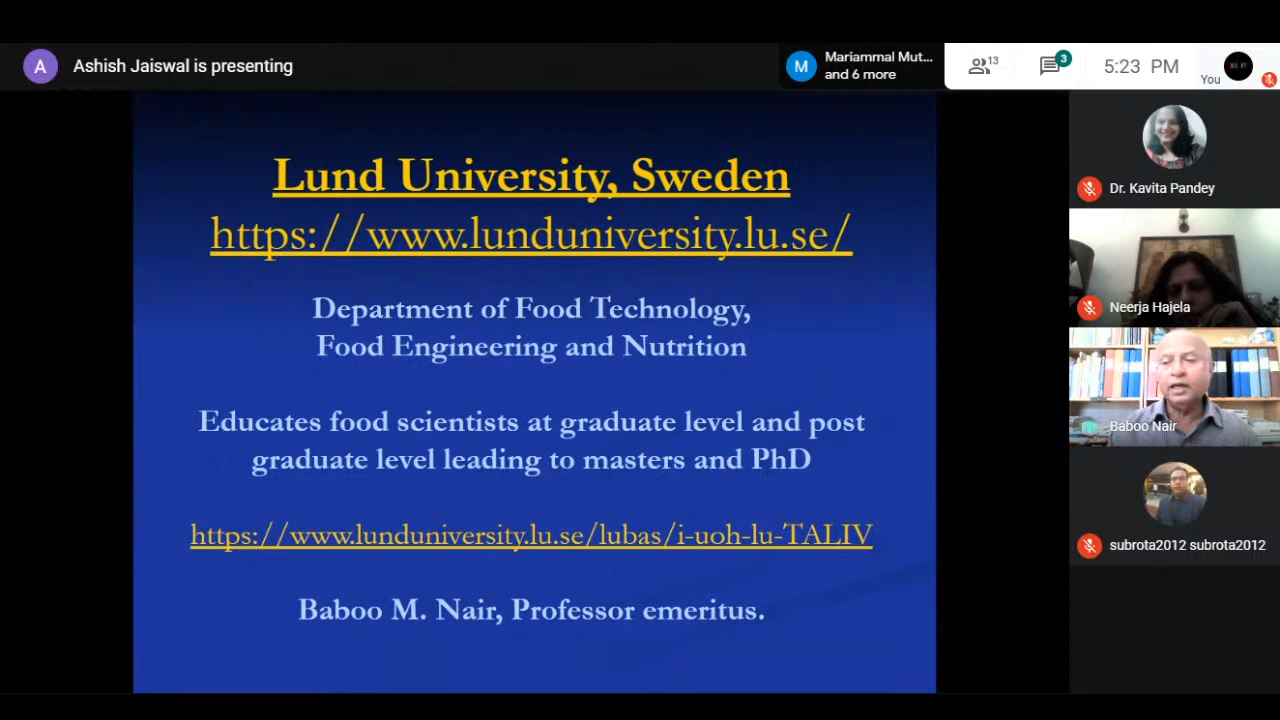 A
Ashish Jaiswal is presenting
M
Mariammal Mut...
and 6 more
13
3
5:23 PM
You
Lund University, Sweden
https://www.lunduniversity.lu.se/
Department of Food Technology,
Food Engineering and Nutrition
Educates food scientists at graduate level and post
graduate level leading to masters and PhD
https://www.lunduniversity.lu.se/lubas/i-uoh-lu-TALIV
Baboo M. Nair, Professor emeritus.
Dr. Kavita Pandey
Neerja Hajela
Baboo Nair
subrota2012 subrota2012